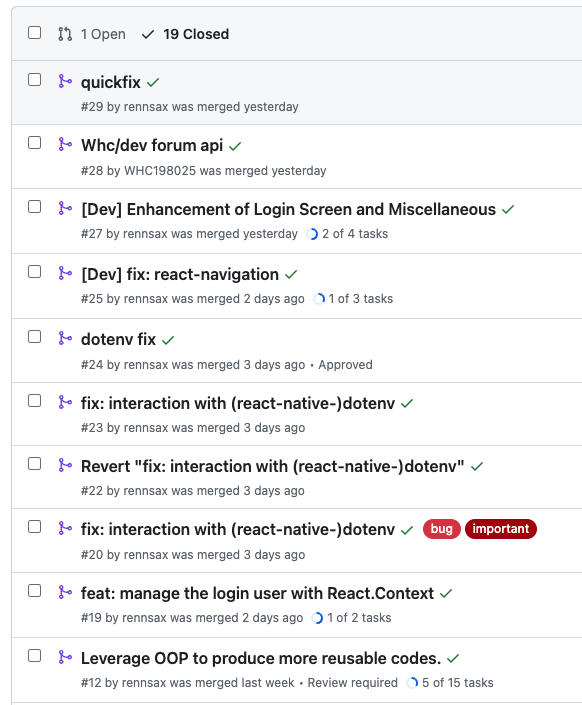 1 Open 19 Closed
quickfix
#29 by rennsax was merged yesterday
Whc/dev forum api
#28 by WHC198025 was merged yesterday
[Dev] Enhancement of Login Screen and Miscellaneous
#27 by rennsax was merged yesterday 2 of 4 tasks
[Dev] fix: react-navigation
#25 by rennsax was merged 2 days ago 1 of 3 tasks
dotenv fix
#24 by rennsax was merged 3 days ago • Approved
fix: interaction with (react-native-)dotenv
#23 by rennsax was merged 3 days ago
Revert "fix: interaction with (react-native-)dotenv"
#22 by rennsax was merged 3 days ago
fix: interaction with (react-native-)dotenv bug important
#20 by rennsax was merged 3 days ago
feat: manage the login user with React.Context
#19 by rennsax was merged 2 days ago 1 of 2 tasks
Leverage OOP to produce more reusable codes.
#12 by rennsax was merged last week • Review required 5 of 15 tasks